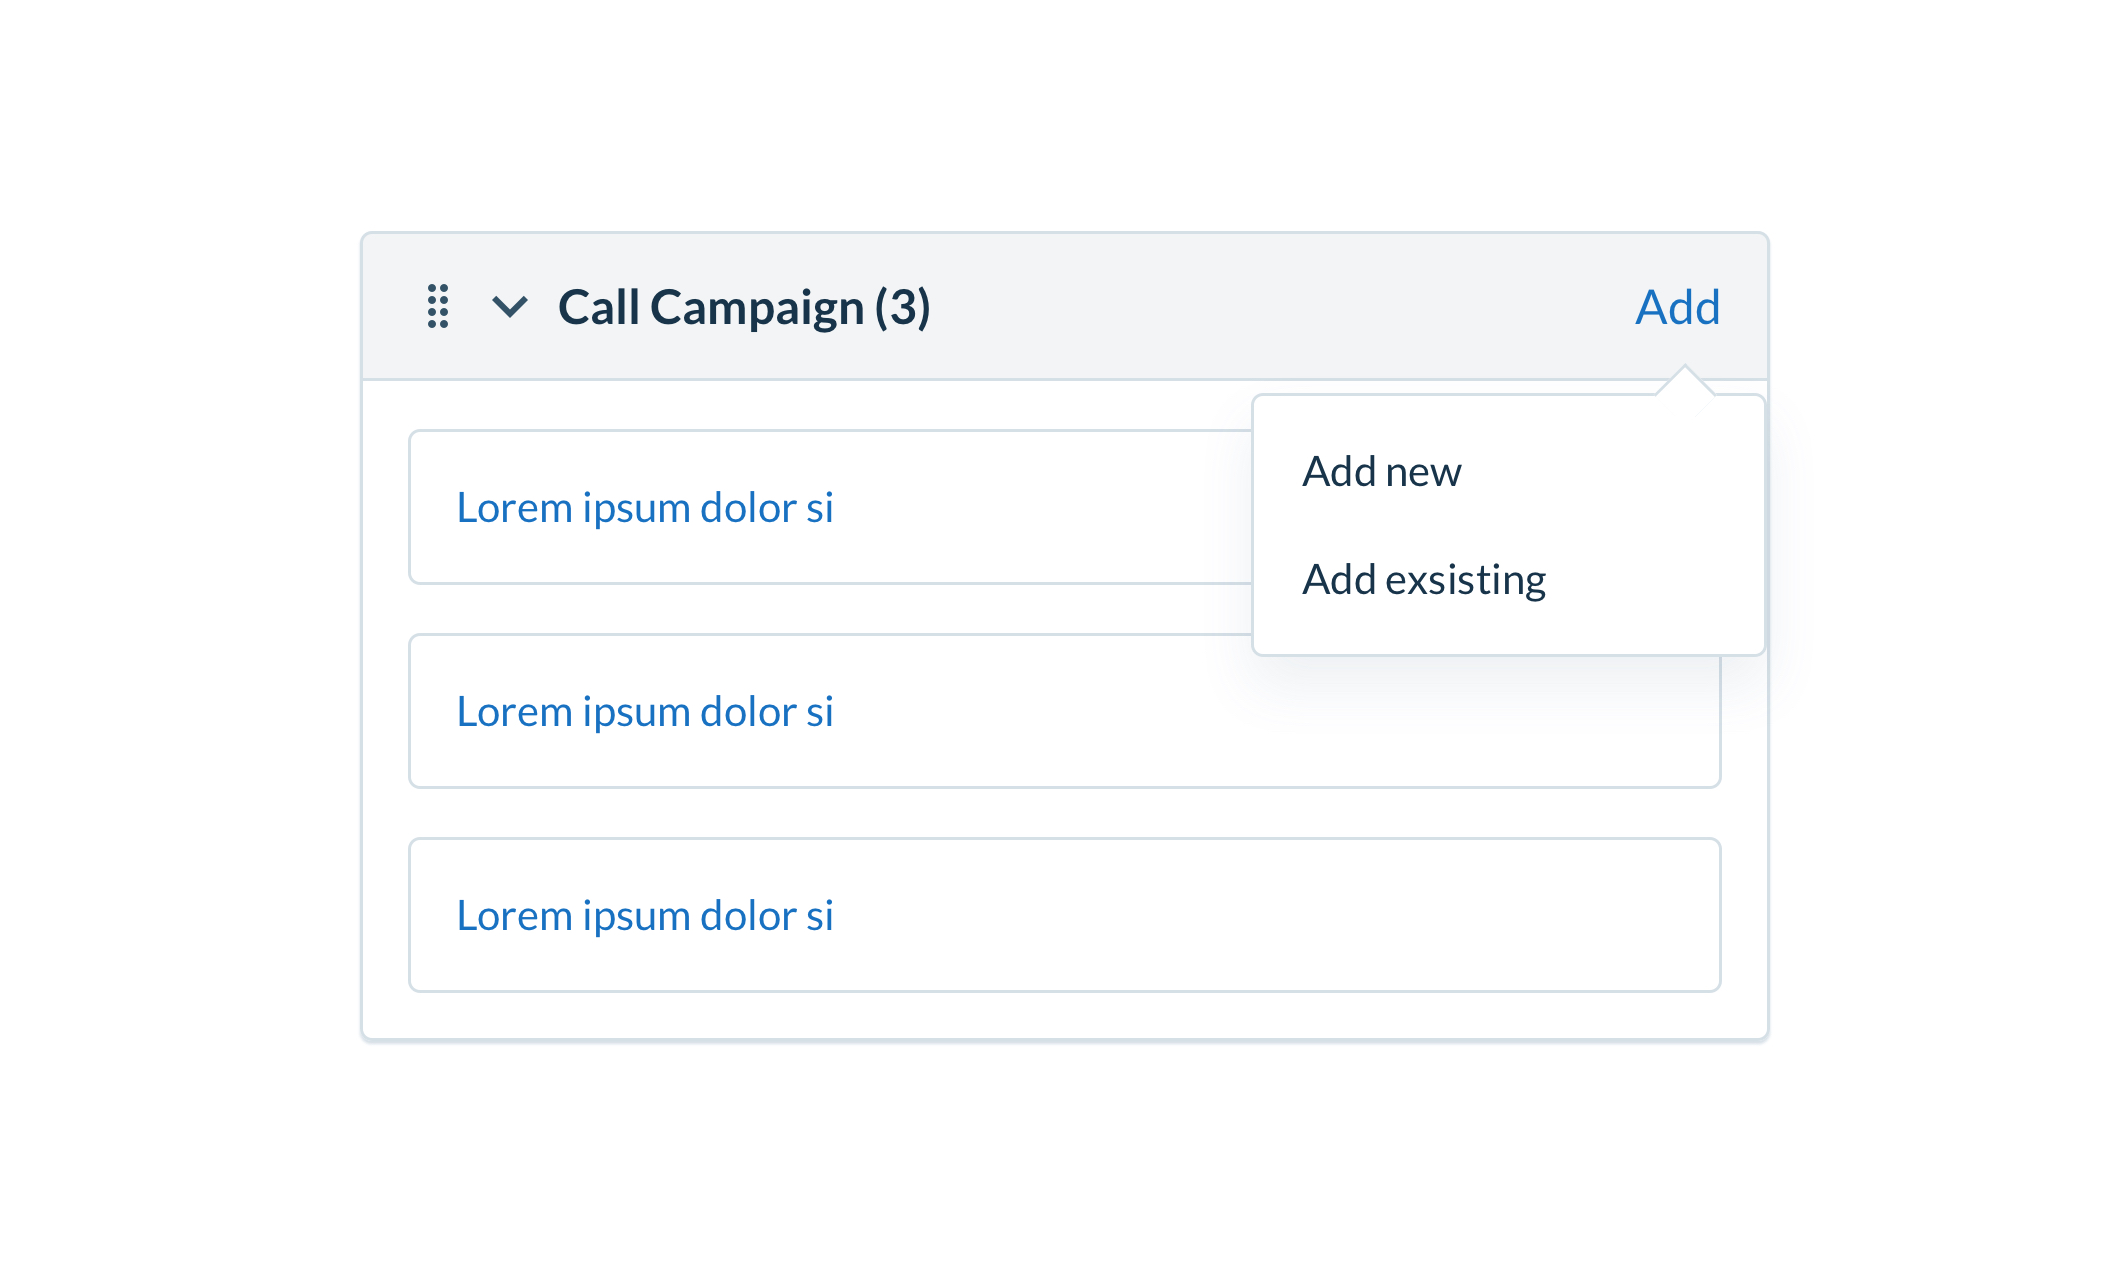 Call Campaign (3)
Add
Add new
Add exsisting
Lorem ipsum dolor si
Lorem ipsum dolor si
Lorem ipsum dolor si